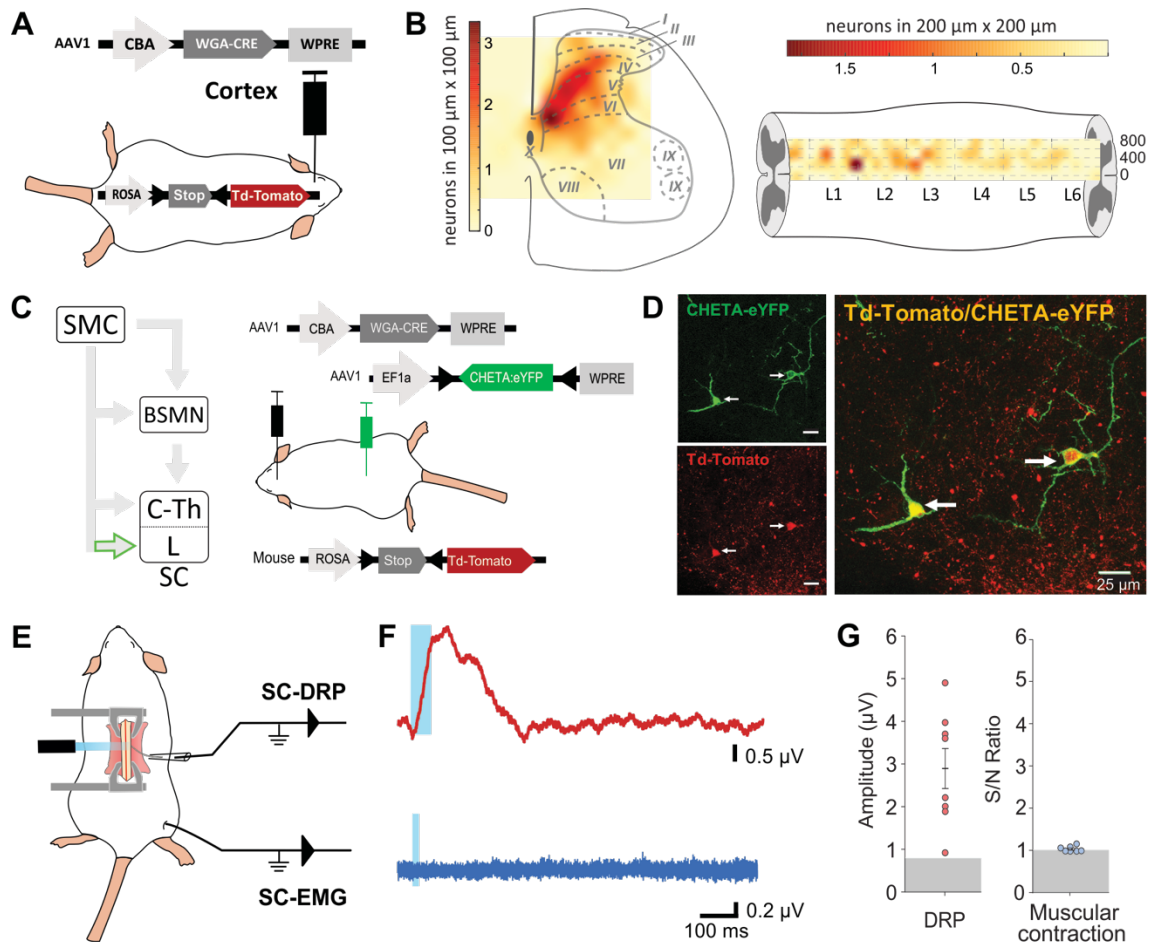 A
AAV1
CBA
WGA-CRE
WPRE
Cortex
ROSA
Stop
Td-Tomato
B
neurons in 100 µm x 100 µm
3
2
1
0
I
II
III
IV
V
VI
VII
VIII
IX
IX
X
neurons in 200 µm x 200 µm
1.5
1
0.5
800
400
0
L1
L2
L3
L4
L5
L6
C
SMC
BSMN
C-Th
L
SC
AAV1
CBA
WGA-CRE
WPRE
AAV1
EF1a
CHETA:eYFP
WPRE
Mouse
ROSA
Stop
Td-Tomato
D
CHETA-eYFP
Td-Tomato
Td-Tomato/CHETA-eYFP
25 µm
E
SC-DRP
SC-EMG
F
0.5 µV
0.2 µV
100 ms
G
Amplitude (µV)
6
5
4
3
2
1
0
DRP
S/N Ratio
6
5
4
3
2
1
0
Muscular
contraction